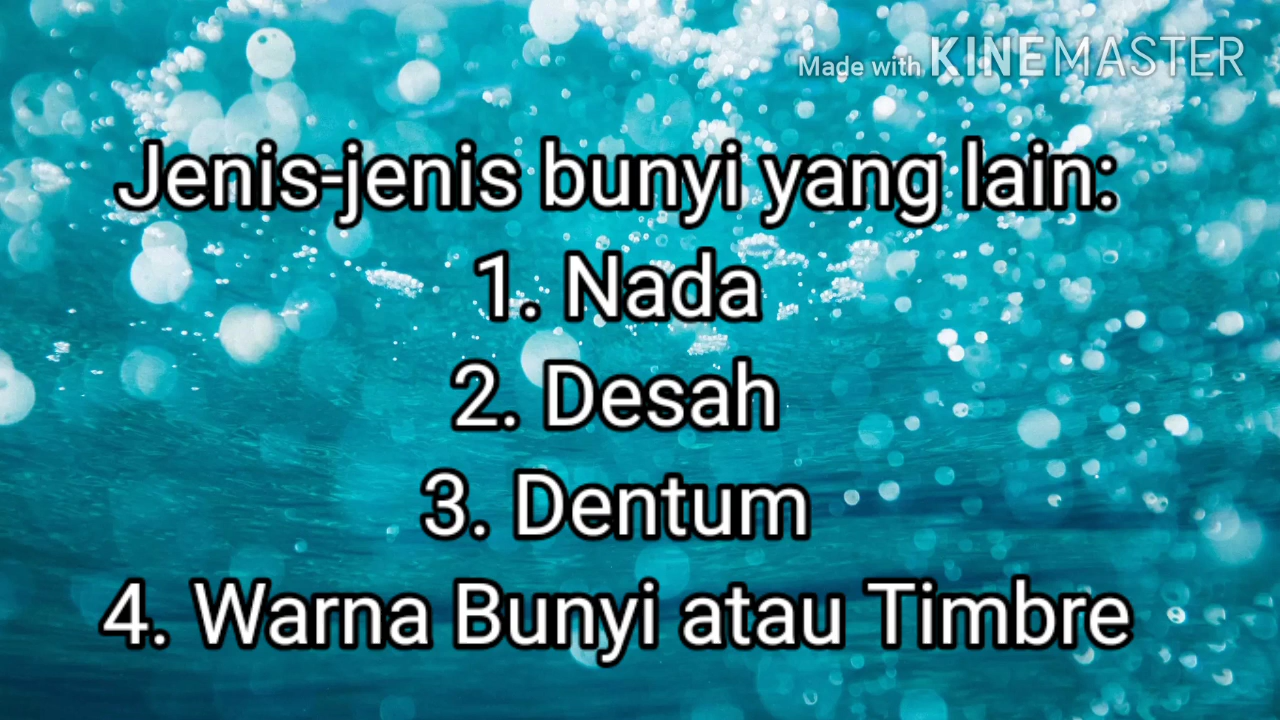 Made with KINEMASTER
Jenis-jenis bunyi yang lain:
1. Nada
2. Desah
3. Dentum
4. Warna Bunyi atau Timbre